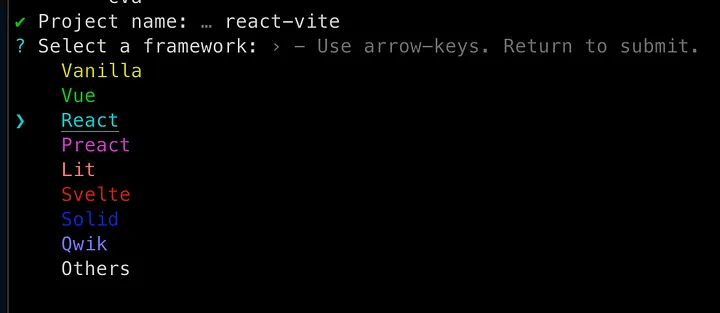 ✔ Project name: … react-vite
? Select a framework: › - Use arrow-keys. Return to submit.
Vanilla
Vue
❯ React
Preact
Lit
Svelte
Solid
Qwik
Others